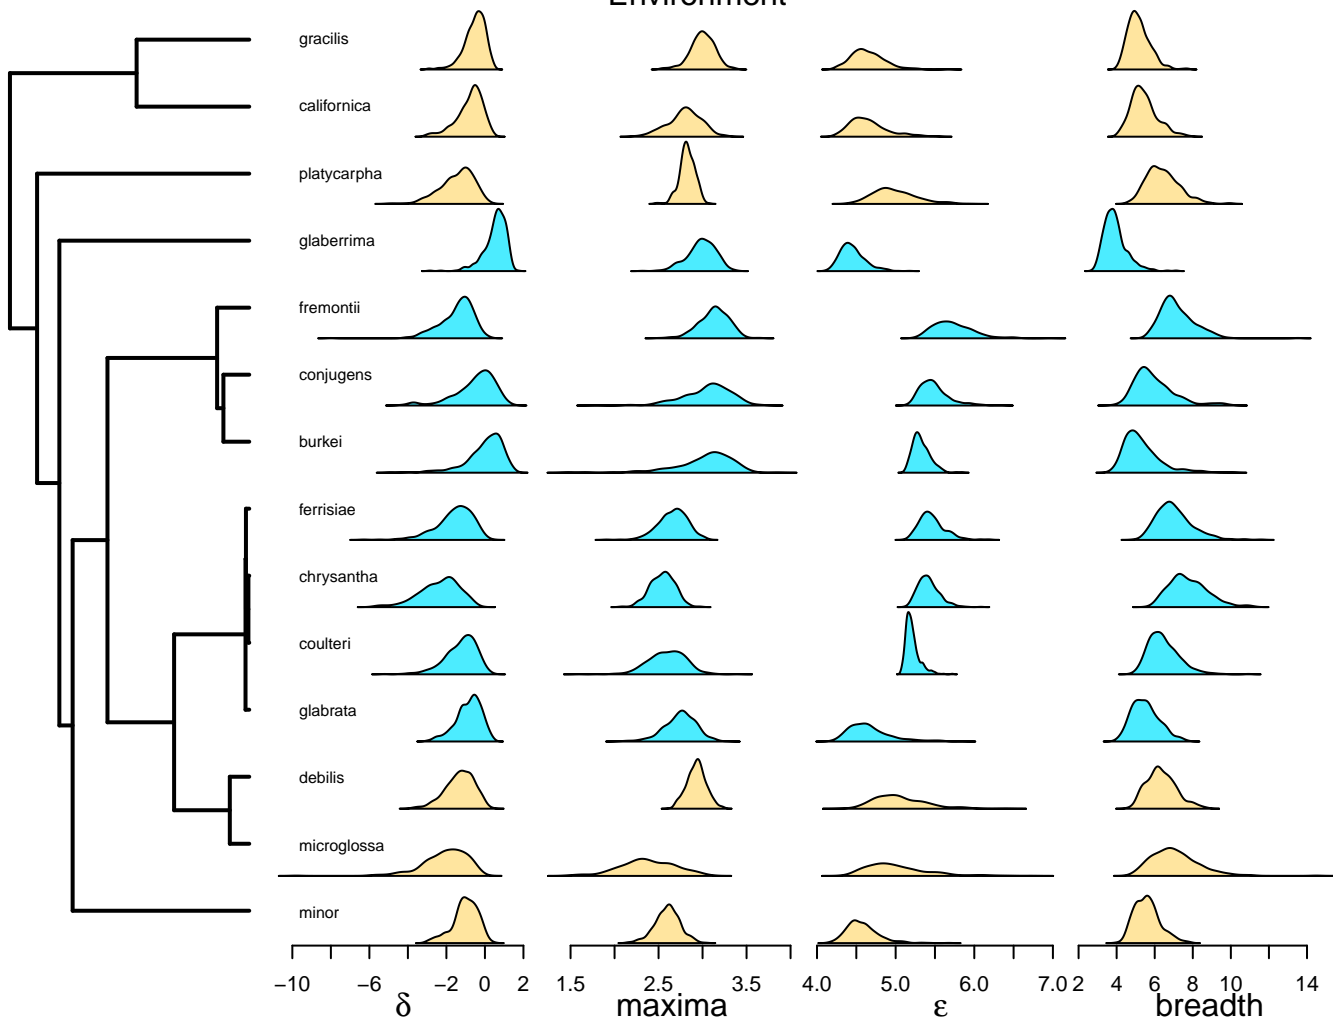 Environment
gracilis
californica
platycarpha
glaberrima
fremontii
conjugens
burkei
ferrisiae
chrysantha
coulteri
glabrata
debilis
microglossa
minor
−10 −6 −2 0 2 1.5 2.5 3.5 4.0 5.0 6.0 7.0 2 4 6 8 10 14
δ maxima ε breadth